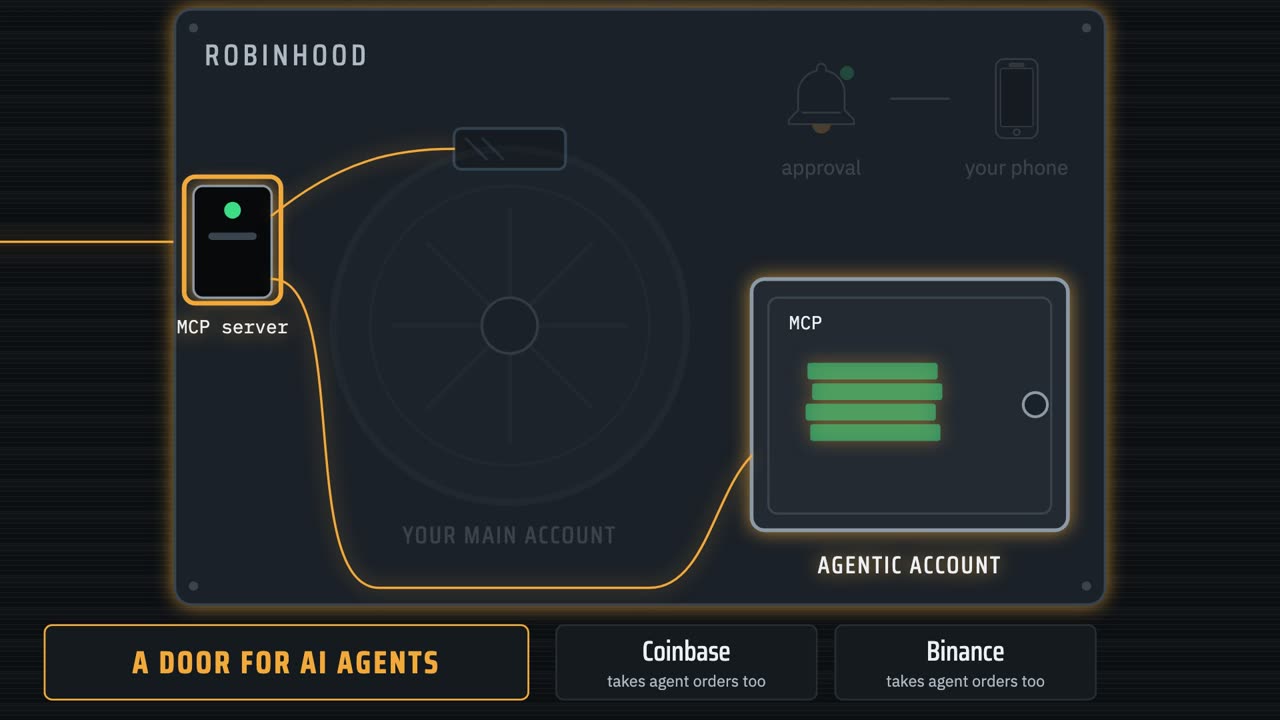 ROBINHOOD
approval
your phone
MCP server
MCP
YOUR MAIN ACCOUNT
AGENTIC ACCOUNT
A DOOR FOR AI AGENTS
Coinbase
takes agent orders too
Binance
takes agent orders too